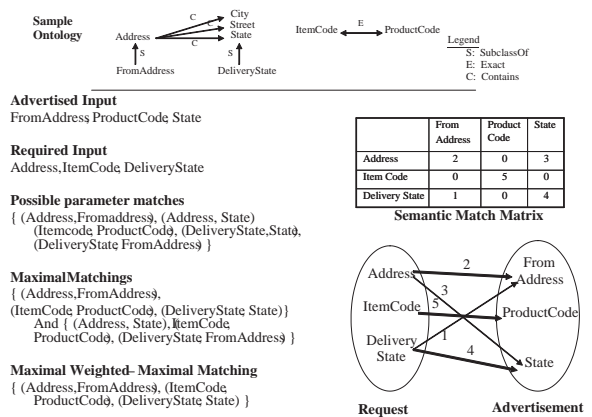 Sample
Ontology
Address
C
C
C
City
Street
State
S
S
FromAddress
DeliveryState
ItemCode
E
ProductCode
Legend
S: SubclassOf
E: Exact
C: Contains
Advertised Input
FromAddress, ProductCode, State
Required Input
Address,ItemCode, DeliveryState
Possible parameter matches
{ (Address,Fromaddress), (Address, State)
(Itemcode, ProductCode), (DeliveryState,State),
(DeliveryState, FromAddress) }
MaximalMatchings
{ (Address,FromAddress),
(ItemCode, ProductCode), (DeliveryState, State)}
And { (Address, State), (ItemCode,
ProductCode), (DeliveryState, FromAddress) }
Maximal Weighted– Maximal Matching
{ (Address,FromAddress), (ItemCode,
ProductCode), (DeliveryState, State) }
From Address Product Code State
Address 2 0 3
Item Code 0 5 0
Delivery State 1 0 4
Semantic Match Matrix
Address
ItemCode
Delivery
State
2
3
5
1
4
From
Address
ProductCode
State
Request
Advertisement